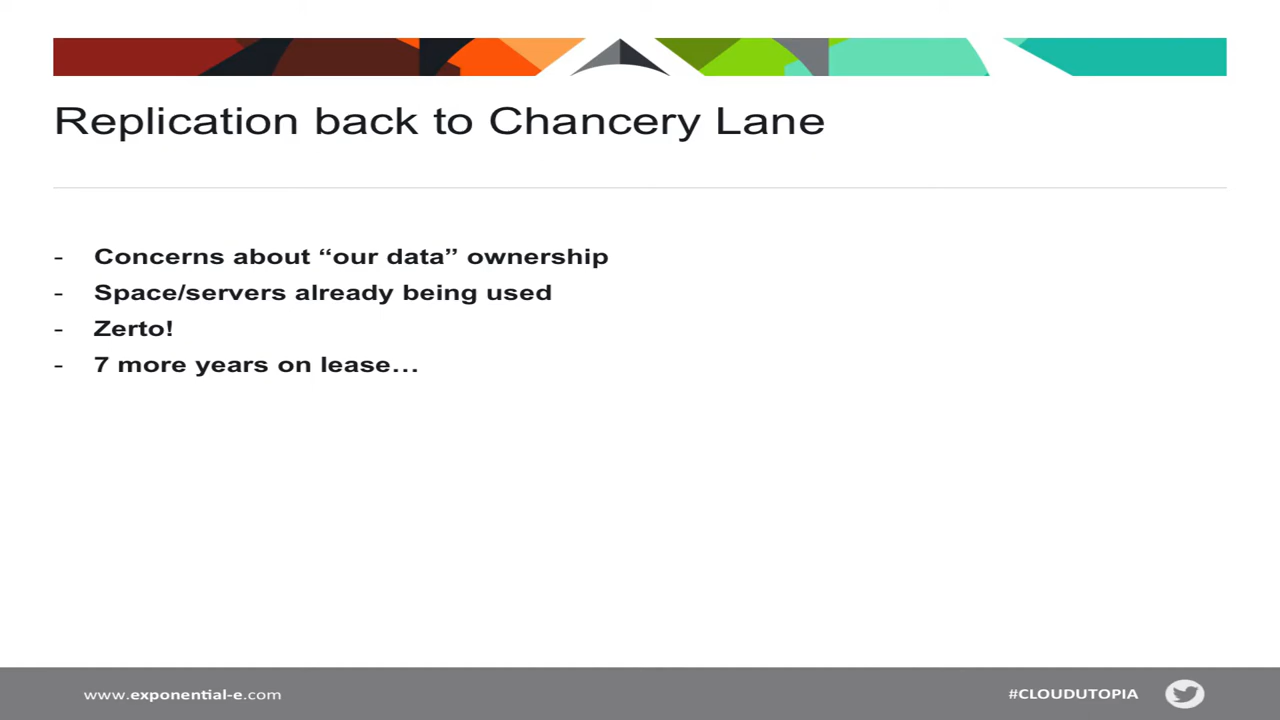 Replication back to Chancery Lane
- Concerns about “our data” ownership
- Space/servers already being used
- Zerto!
- 7 more years on lease…
www.exponential-e.com
#CLOUDUTOPIA